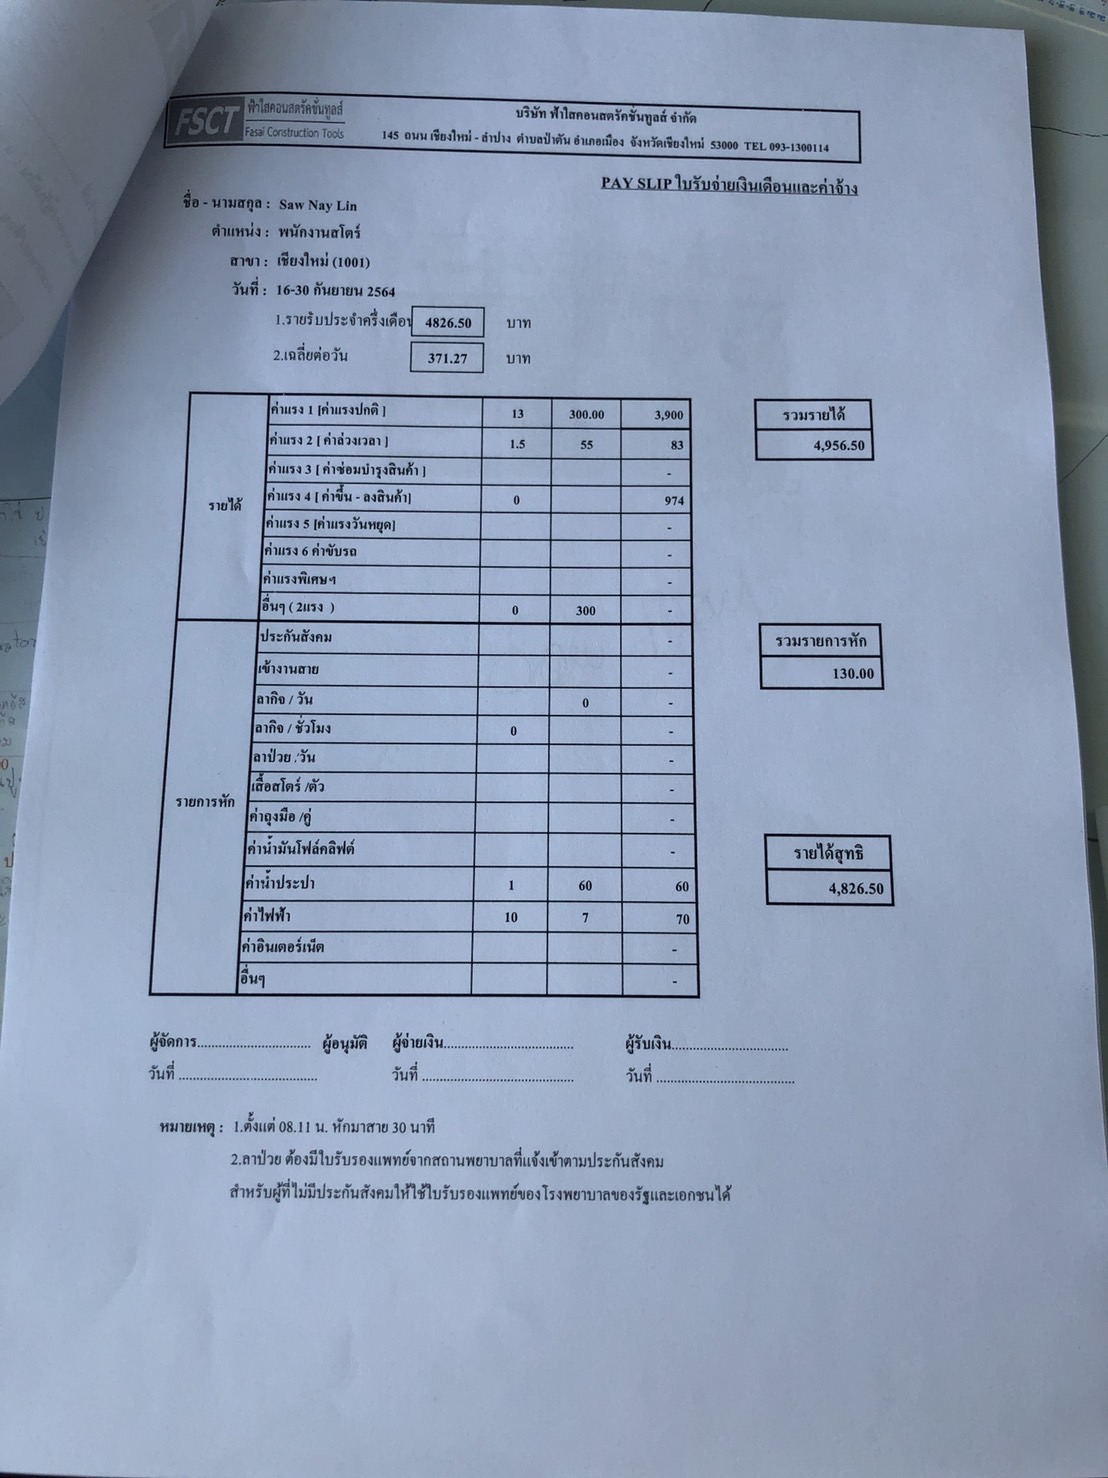 FSCT
ฟ้าใสคอนสตรัคชั่นทูลส์
Fasai Construction Tools
บริษัท ฟ้าใสคอนสตรัคชั่นทูลส์ จำกัด
145 ถนน เชียงใหม่ - ลำปาง ตำบลป่าตัน อำเภอเมือง จังหวัดเชียงใหม่ 53000 TEL 093-1300114
PAY SLIP ใบรับจ่ายเงินเดือนและค่าจ้าง
ชื่อ - นามสกุล : Saw Nay Lin
ตำแหน่ง : พนักงานสโตร์
สาขา : เชียงใหม่ (1001)
วันที่ : 16-30 กันยายน 2564
1.รายรับประจำครึ่งเดือน 4826.50 บาท
2.เฉลี่ยต่อวัน 371.27 บาท
รายได้
ค่าแรง 1 [ค่าแรงปกติ ] 13 300.00 3,900
ค่าแรง 2 [ ค่าล่วงเวลา ] 1.5 55 83
ค่าแรง 3 [ ค่าซ่อมบำรุงสินค้า ] -
ค่าแรง 4 [ ค่าขึ้น - ลงสินค้า] 0 974
ค่าแรง 5 [ค่าแรงวันหยุด] -
ค่าแรง 6 ค่าขับรถ -
ค่าแรงพิเศษฯ -
อื่นๆ ( 2แรง ) 0 300 -
รวมรายได้
4,956.50
รายการหัก
ประกันสังคม -
เข้างานสาย -
ลากิจ / วัน 0 -
ลากิจ / ชั่วโมง 0 -
ลาป่วย / วัน -
เสื้อสโตร์ /ตัว -
ค่าถุงมือ /คู่ -
ค่าน้ำมันโฟล์คลิฟต์ -
ค่าน้ำประปา 1 60 60
ค่าไฟฟ้า 10 7 70
ค่าอินเตอร์เน็ต -
อื่นๆ -
รวมรายการหัก
130.00
รายได้สุทธิ
4,826.50
ผู้จัดการ............................... ผู้อนุมัติ ผู้จ่ายเงิน................................... ผู้รับเงิน................................
วันที่ ...................................... วันที่ .......................................... วันที่ ......................................
หมายเหตุ : 1.ตั้งแต่ 08.11 น. หักมาสาย 30 นาที
2.ลาป่วย ต้องมีใบรับรองแพทย์จากสถานพยาบาลที่แจ้งเข้าตามประกันสังคม
สำหรับผู้ที่ไม่มีประกันสังคมให้ใช้ใบรับรองแพทย์ของโรงพยาบาลของรัฐและเอกชนได้